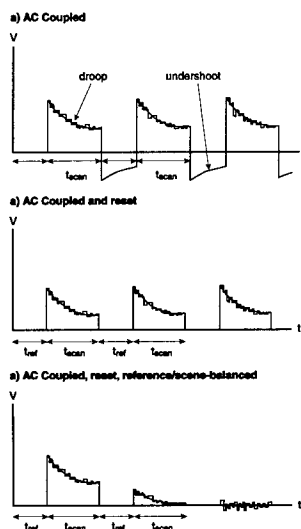 a) AC Coupled
V
droop
undershoot
tscan
tscan
a) AC Coupled and reset
V
t
tref
tscan
tref
tscan
a) AC Coupled, reset, reference/scene-balanced
V
t
tref
tscan
tref
tscan